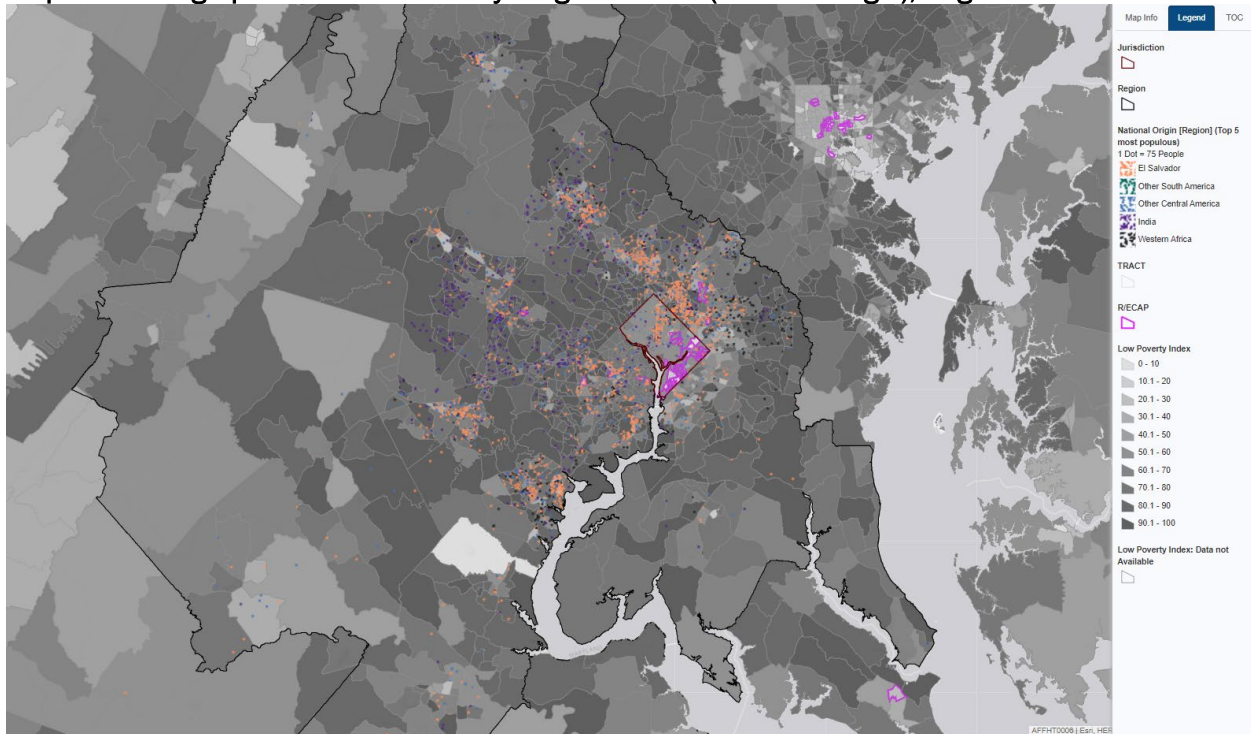 Map Info Legend TOC
Jurisdiction
Region
National Origin [Region] (Top 5
most populous)
1 Dot = 75 People
El Salvador
Other South America
Other Central America
India
Western Africa
TRACT
R/ECAP
Low Poverty Index
0 - 10
10.1 - 20
20.1 - 30
30.1 - 40
40.1 - 50
50.1 - 60
60.1 - 70
70.1 - 80
80.1 - 90
90.1 - 100
Low Poverty Index: Data not
Available
AFFHT0006 | Esri, HER